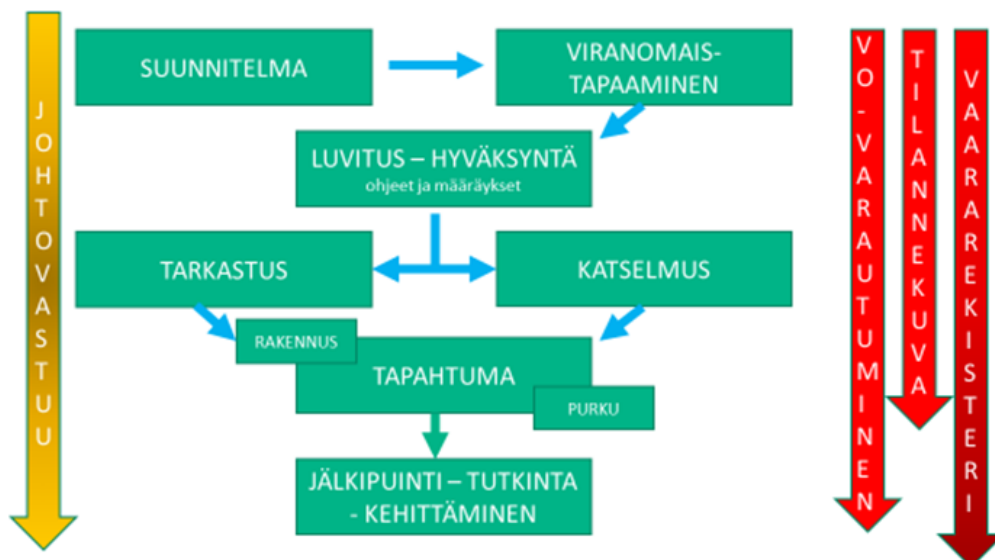 JOHTOVASTUU
SUUNNITELMA
VIRANOMAIS-
TAPAAMINEN
LUVITUS – HYVÄKSYNTÄ
ohjeet ja määräykset
TARKASTUS
KATSELMUS
RAKENNUS
TAPAHTUMA
PURKU
JÄLKIPUINTI – TUTKINTA
- KEHITTÄMINEN
VO-VARAUTUMINEN
TILANNEKUVA
VAARAREKISTERI